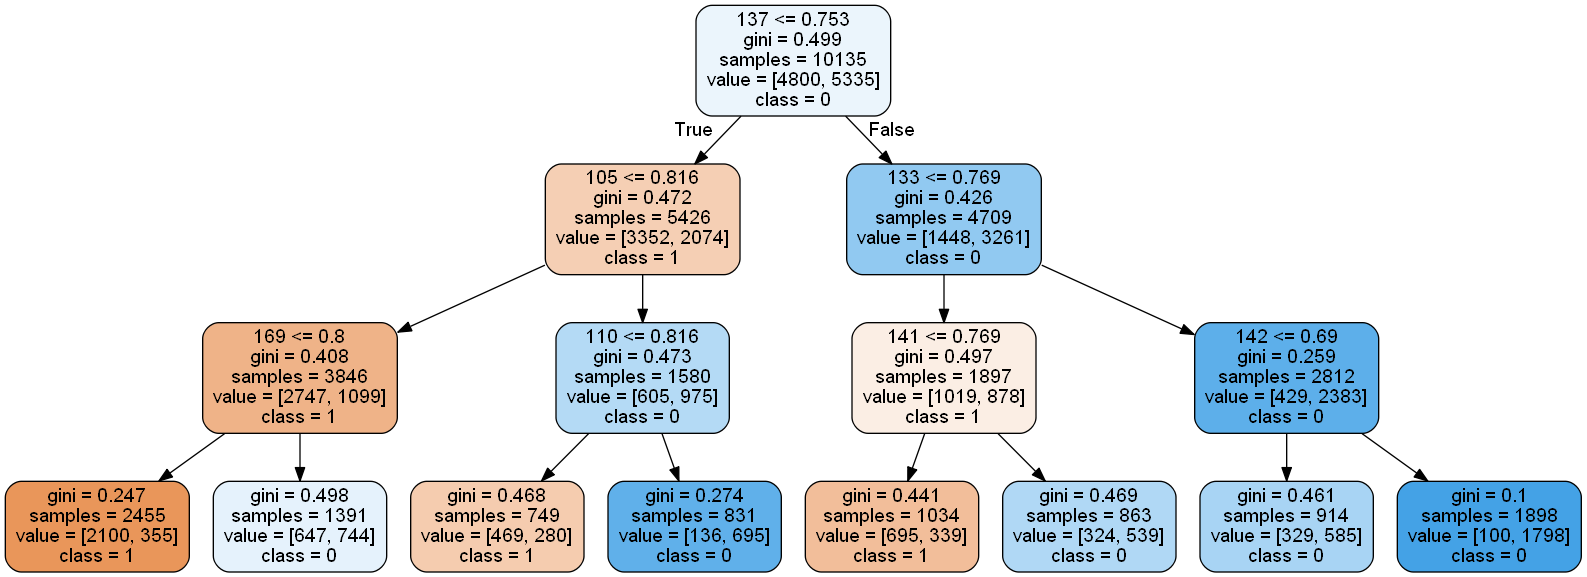 137 <= 0.753
gini = 0.499
samples = 10135
value = [4800, 5335]
class = 0
True
False
105 <= 0.816
gini = 0.472
samples = 5426
value = [3352, 2074]
class = 1
133 <= 0.769
gini = 0.426
samples = 4709
value = [1448, 3261]
class = 0
169 <= 0.8
gini = 0.408
samples = 3846
value = [2747, 1099]
class = 1
110 <= 0.816
gini = 0.473
samples = 1580
value = [605, 975]
class = 0
141 <= 0.769
gini = 0.497
samples = 1897
value = [1019, 878]
class = 1
142 <= 0.69
gini = 0.259
samples = 2812
value = [429, 2383]
class = 0
gini = 0.247
samples = 2455
value = [2100, 355]
class = 1
gini = 0.498
samples = 1391
value = [647, 744]
class = 0
gini = 0.468
samples = 749
value = [469, 280]
class = 1
gini = 0.274
samples = 831
value = [136, 695]
class = 0
gini = 0.441
samples = 1034
value = [695, 339]
class = 1
gini = 0.469
samples = 863
value = [324, 539]
class = 0
gini = 0.461
samples = 914
value = [329, 585]
class = 0
gini = 0.1
samples = 1898
value = [100, 1798]
class = 0